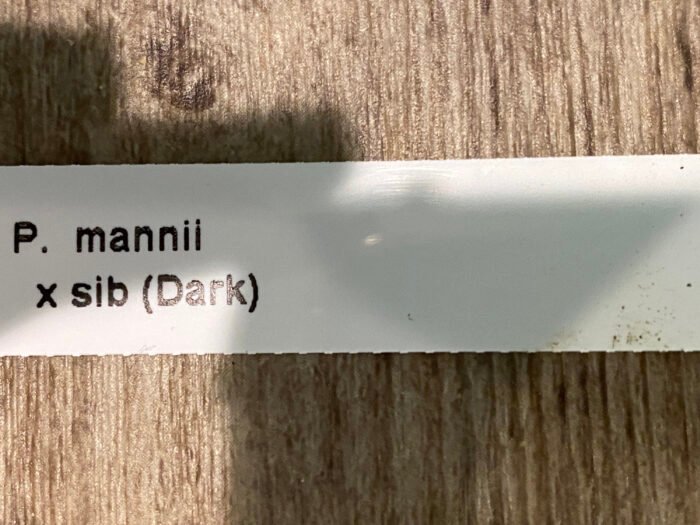 P. mannii
x sib (Dark)